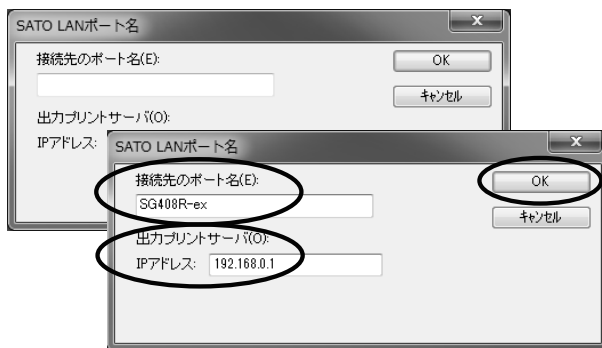 SATO LANポート名
接続先のポート名(E):
OK
キャンセル
出力プリントサーバ(O):
IPアドレス:
SATO LANポート名
接続先のポート名(E):
SG408R-ex
OK
キャンセル
出力プリントサーバ(O):
IPアドレス: 192.168.0.1